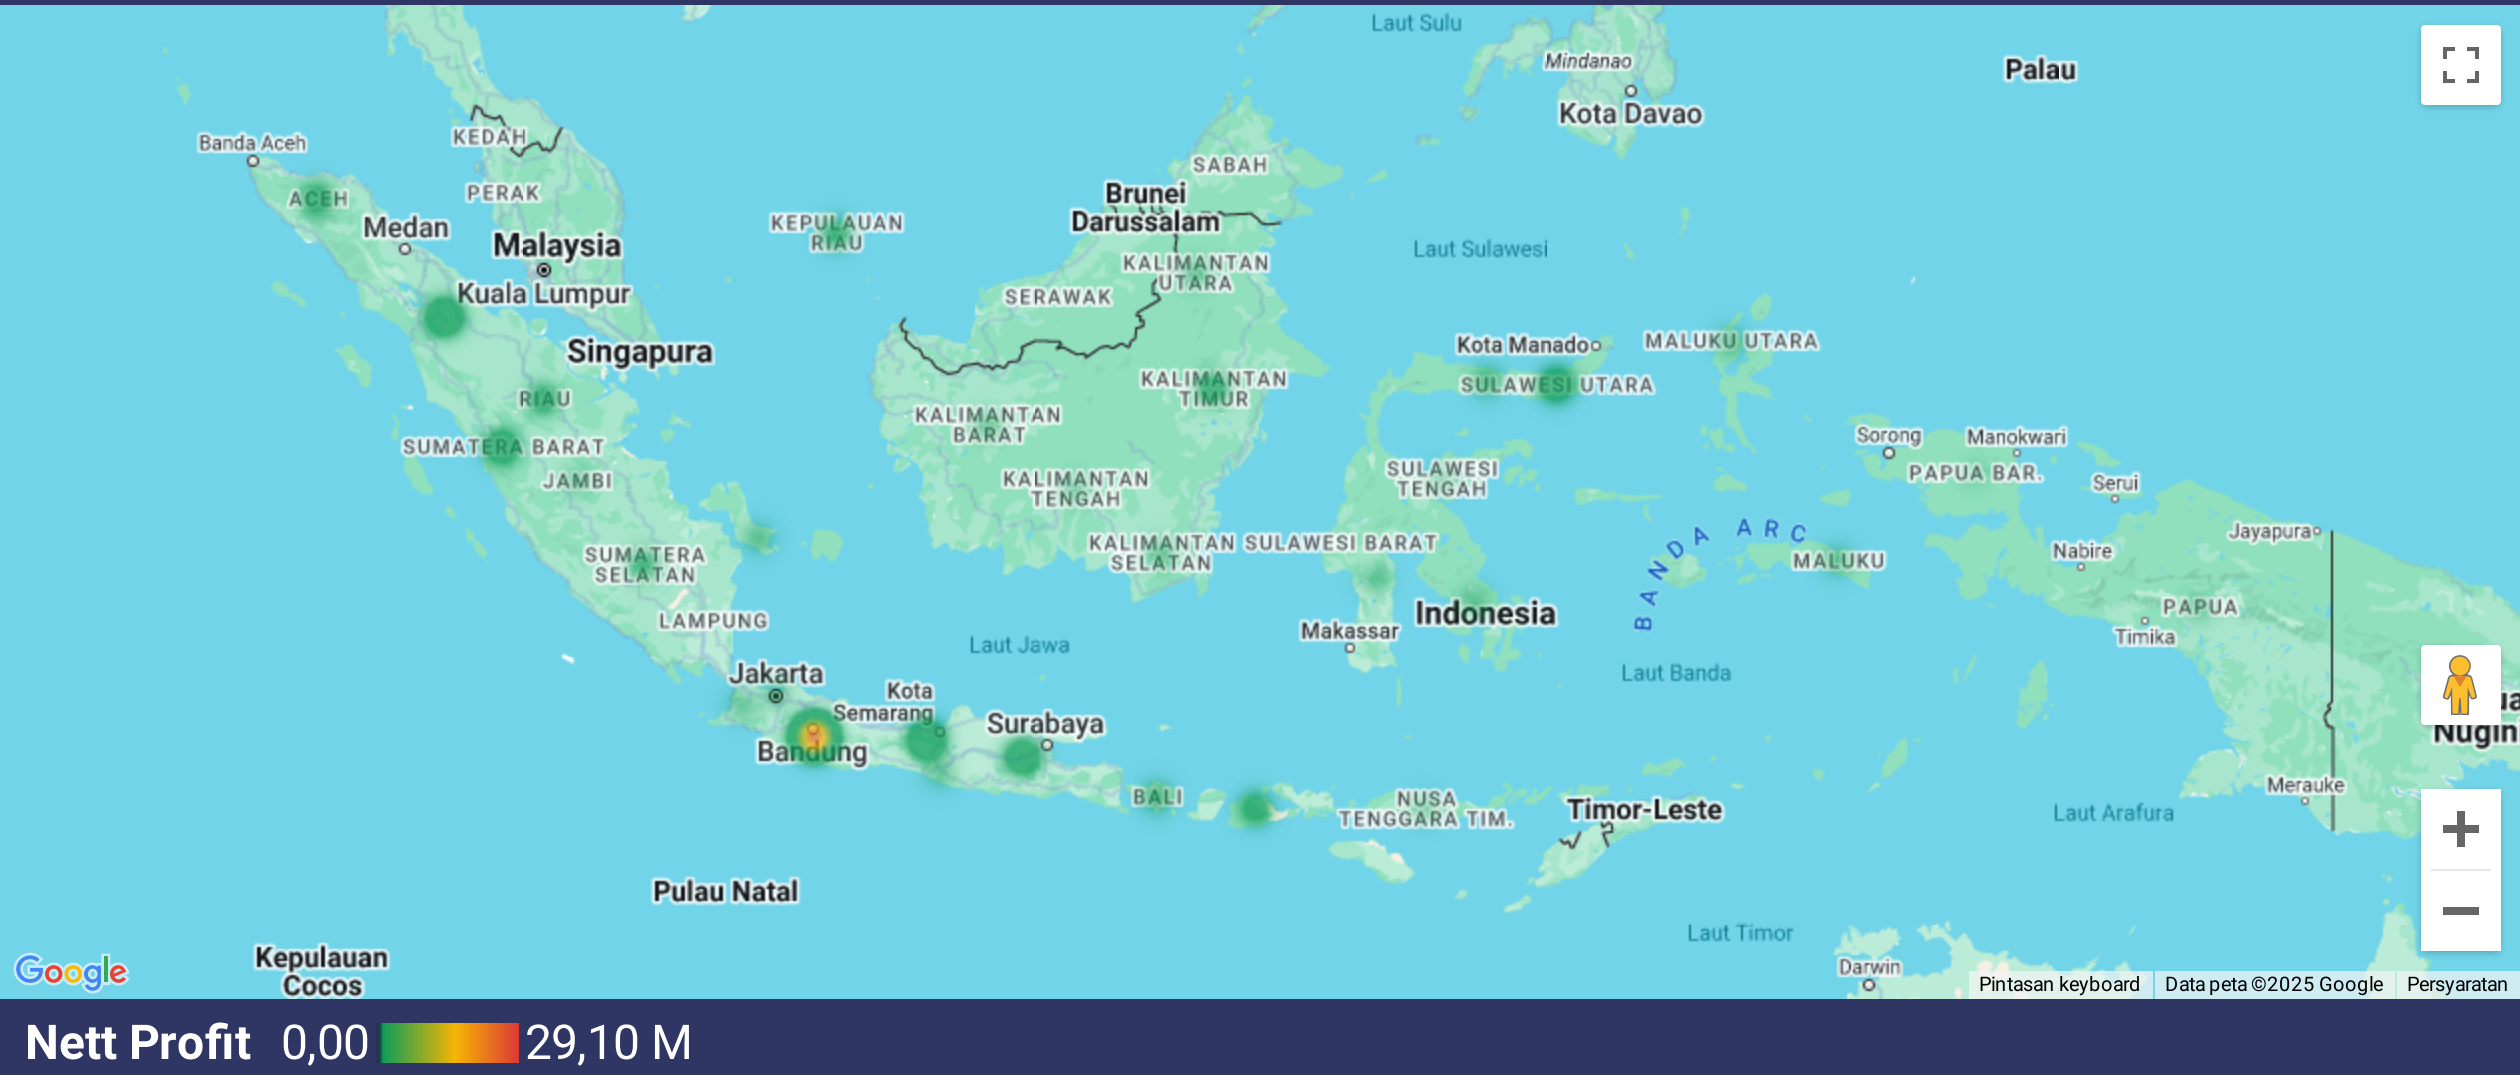 Laut Sulu
Mindanao
Kota Davao
Palau
Banda Aceh
KEDAH
PERAK
ACEH
Medan
Malaysia
Kuala Lumpur
Singapura
KEPULAUAN
RIAU
SABAH
Brunei
Darussalam
KALIMANTAN
UTARA
SERAWAK
Laut Sulawesi
Kota Manado
MALUKU UTARA
SULAWESI UTARA
KALIMANTAN
TIMUR
KALIMANTAN
BARAT
RIAU
SUMATERA BARAT
JAMBI
KALIMANTAN
TENGAH
SULAWESI
TENGAH
Sorong
Manokwari
PAPUA BAR.
Serui
Jayapura
Nabire
BANDA ARC
MALUKU
KALIMANTAN
SELATAN
SULAWESI BARAT
SUMATERA
SELATAN
LAMPUNG
Indonesia
Makassar
PAPUA
Timika
Laut Jawa
Laut Banda
Jakarta
Kota
Semarang
Surabaya
Bandung
BALI
NUSA
TENGGARA TIM.
Timor-Leste
Merauke
Laut Arafura
Nugin
Pulau Natal
Laut Timor
Kepulauan
Cocos
Darwin
Google
Pintasan keyboard
Data peta ©2025 Google
Persyaratan
Nett Profit 0,00 29,10 M